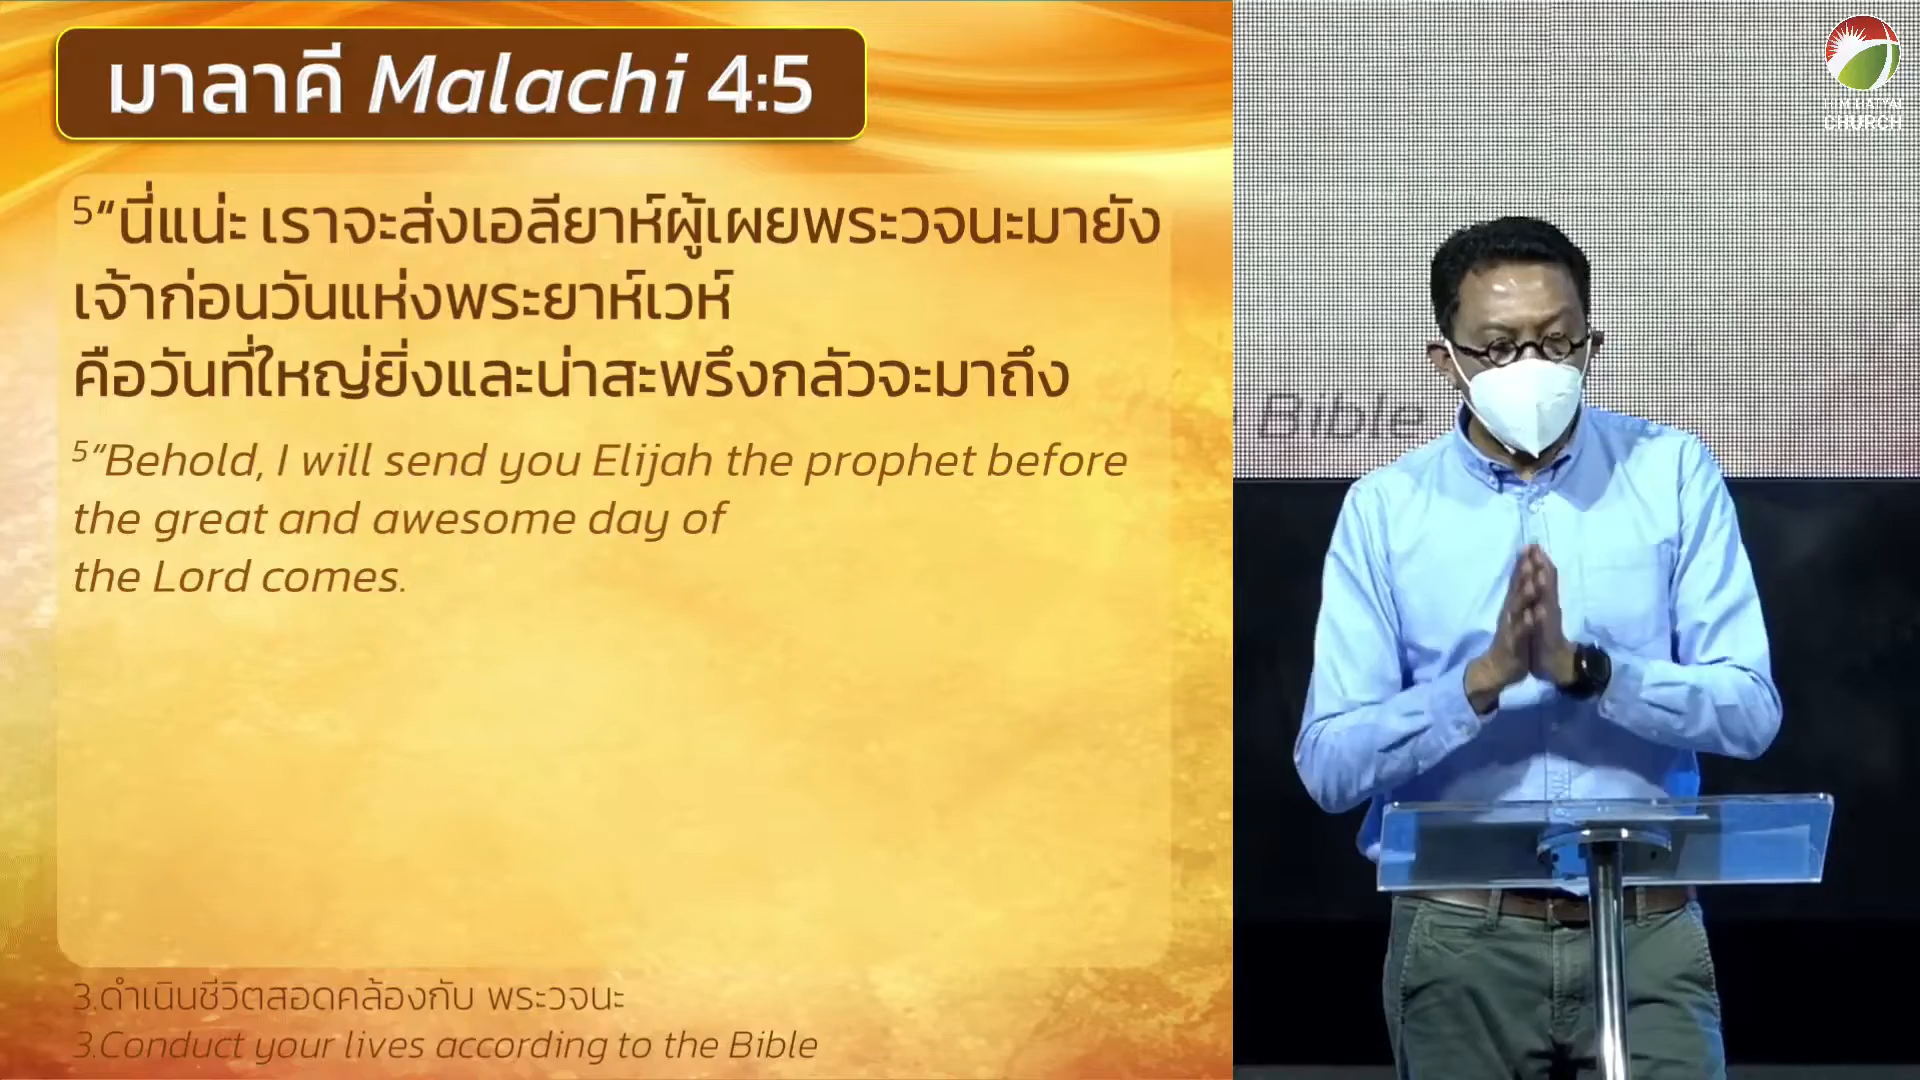 มาลาคี Malachi 4:5
5“นี่แน่ะ เราจะส่งเอลียาห์ผู้เผยพระวจนะมายัง
เจ้าก่อนวันแห่งพระยาห์เวห์
คือวันที่ใหญ่ยิ่งและน่าสะพรึงกลัวจะมาถึง
5“Behold, I will send you Elijah the prophet before
the great and awesome day of
the Lord comes.
3.ดำเนินชีวิตสอดคล้องกับ พระวจนะ
3.Conduct your lives according to the Bible
Bible
HIM HATYAI
CHURCH